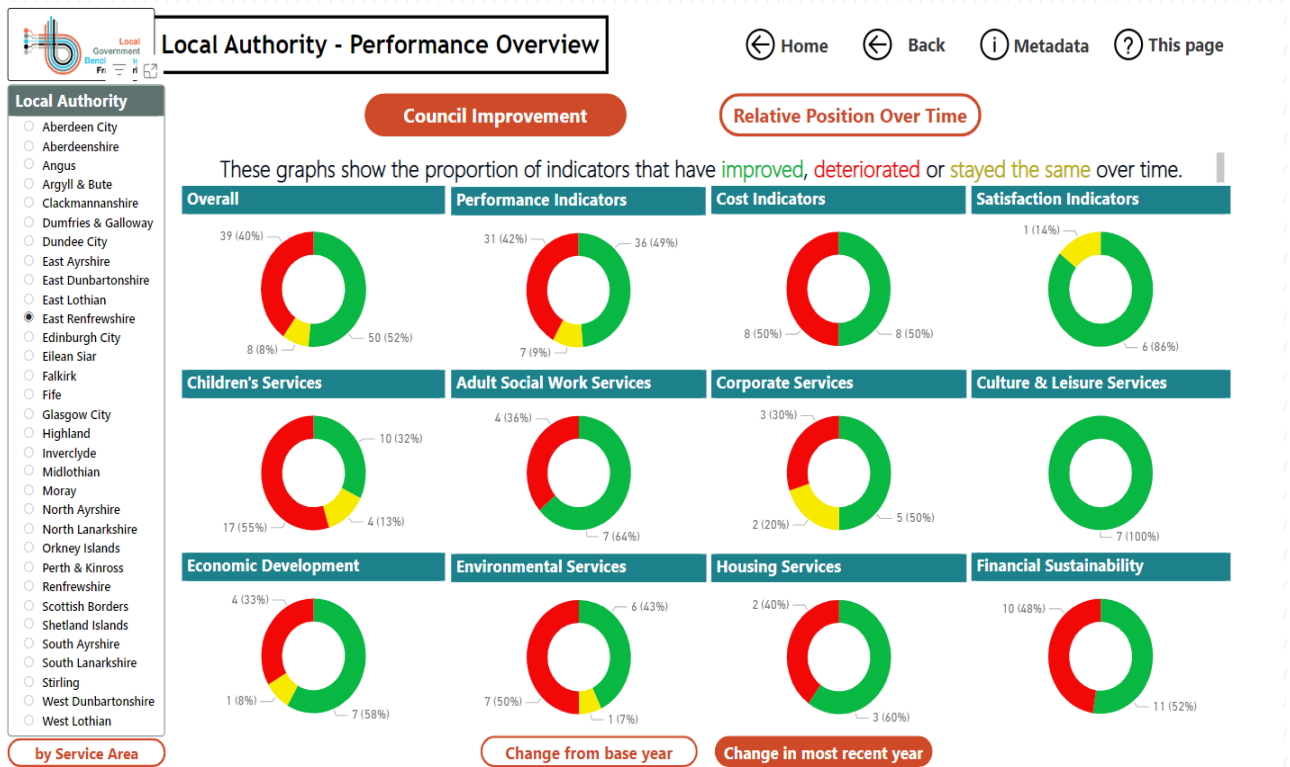 Local
Government
Local Authority - Performance Overview
Home
Back
i Metadata
? This page
Local Authority
Aberdeen City
Aberdeenshire
Angus
Argyll & Bute
Clackmannanshire
Dumfries & Galloway
Dundee City
East Ayrshire
East Dunbartonshire
East Lothian
East Renfrewshire
Edinburgh City
Eilean Siar
Falkirk
Fife
Glasgow City
Highland
Inverclyde
Midlothian
Moray
North Ayrshire
North Lanarkshire
Orkney Islands
Perth & Kinross
Renfrewshire
Scottish Borders
Shetland Islands
South Ayrshire
South Lanarkshire
Stirling
West Dunbartonshire
West Lothian
by Service Area
Council Improvement
Relative Position Over Time
These graphs show the proportion of indicators that have improved, deteriorated or stayed the same over time.
Overall
39 (40%)
8 (8%)
50 (52%)
Performance Indicators
31 (42%)
36 (49%)
7 (9%)
Cost Indicators
8 (50%)
8 (50%)
Satisfaction Indicators
1 (14%)
6 (86%)
Children's Services
10 (32%)
17 (55%)
4 (13%)
Adult Social Work Services
4 (36%)
7 (64%)
Corporate Services
3 (30%)
2 (20%)
5 (50%)
Culture & Leisure Services
7 (100%)
Economic Development
4 (33%)
1 (8%)
7 (58%)
Environmental Services
6 (43%)
7 (50%)
1 (7%)
Housing Services
2 (40%)
3 (60%)
Financial Sustainability
10 (48%)
11 (52%)
Change from base year
Change in most recent year